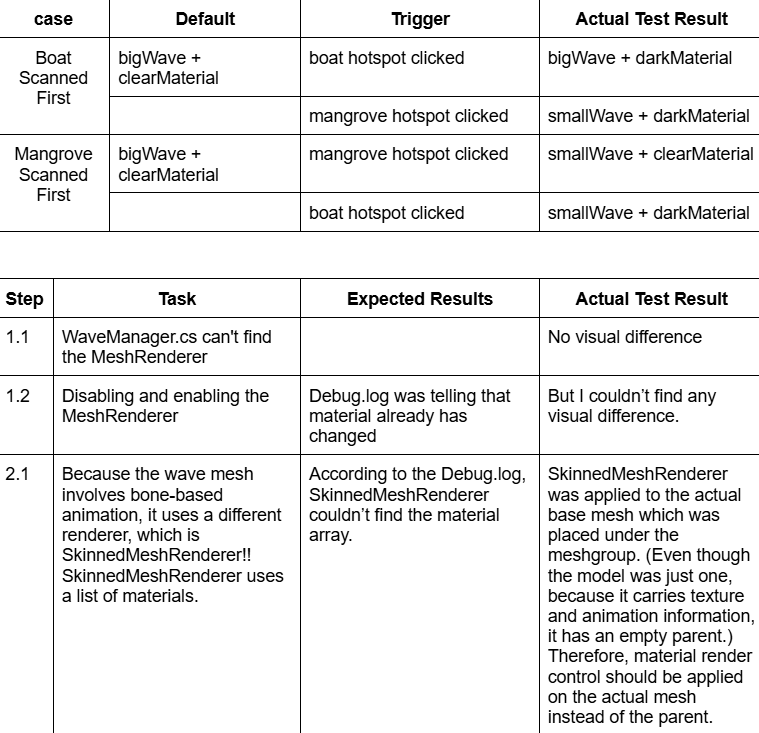 case Default Trigger Actual Test Result
Boat Scanned First bigWave + clearMaterial boat hotspot clicked bigWave + darkMaterial
mangrove hotspot clicked smallWave + darkMaterial
Mangrove Scanned First bigWave + clearMaterial mangrove hotspot clicked smallWave + clearMaterial
boat hotspot clicked smallWave + darkMaterial
Step Task Expected Results Actual Test Result
1.1 WaveManager.cs can't find the MeshRenderer No visual difference
1.2 Disabling and enabling the MeshRenderer Debug.log was telling that material already has changed But I couldn’t find any visual difference.
2.1
Because the wave mesh
involves bone-based
animation, it uses a different
renderer, which is
SkinnedMeshRenderer!!
SkinnedMeshRenderer uses
a list of materials.
According to the Debug.log,
SkinnedMeshRenderer
couldn’t find the material
array.
SkinnedMeshRenderer
was applied to the actual
base mesh which was
placed under the
meshgroup. (Even though
the model was just one,
because it carries texture
and animation information,
it has an empty parent.)
Therefore, material render
control should be applied
on the actual mesh
instead of the parent.